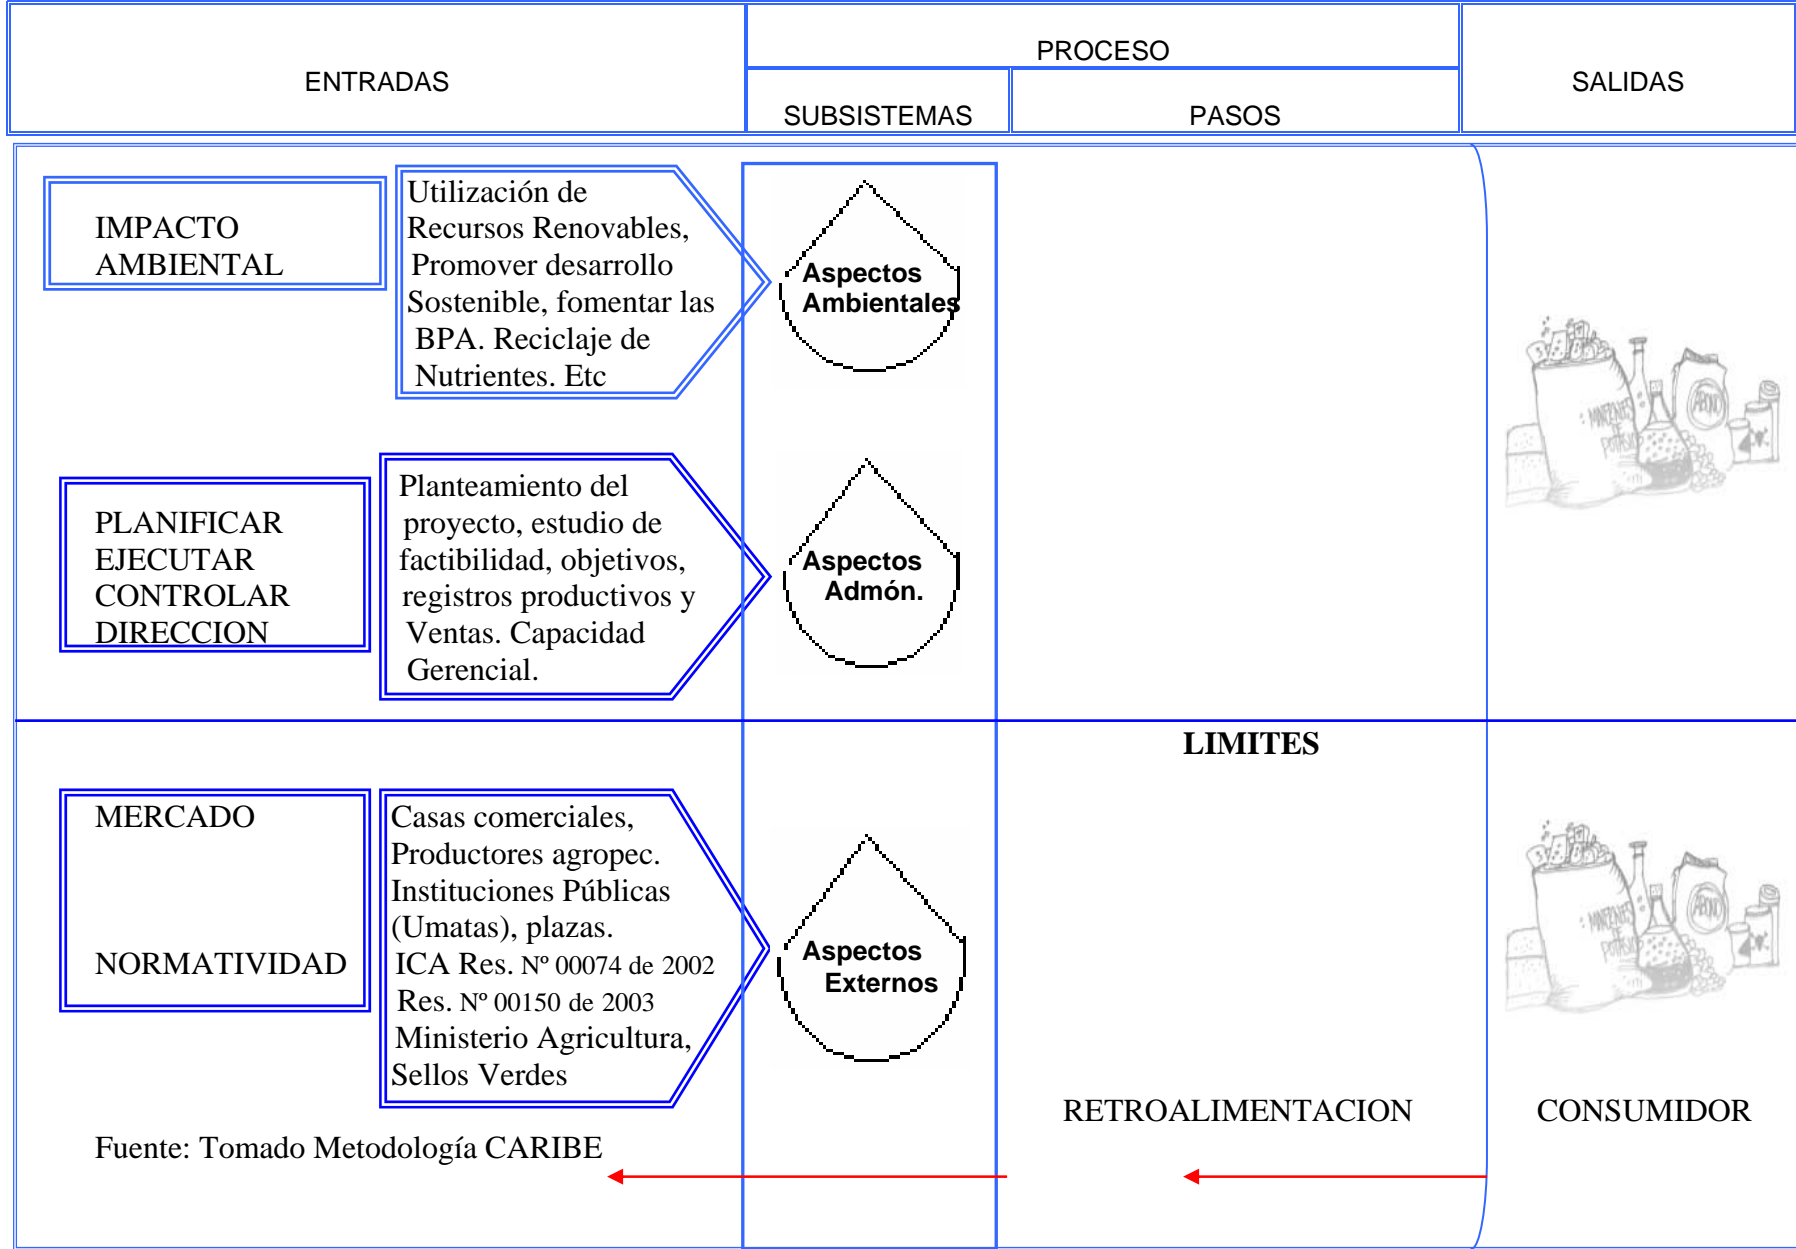 ENTRADAS
PROCESO
SUBSISTEMAS
PASOS
SALIDAS
IMPACTO
AMBIENTAL
Utilización de
Recursos Renovables,
Promover desarrollo
Sostenible, fomentar las
BPA. Reciclaje de
Nutrientes. Etc
Aspectos
Ambientales
PLANIFICAR
EJECUTAR
CONTROLAR
DIRECCION
Planteamiento del
proyecto, estudio de
factibilidad, objetivos,
registros productivos y
Ventas. Capacidad
Gerencial.
Aspectos
Admón.
ABONO
LIMITES
MERCADO
NORMATIVIDAD
Casas comerciales,
Productores agropec.
Instituciones Públicas
(Umatas), plazas.
ICA Res. Nº 00074 de 2002
Res. Nº 00150 de 2003
Ministerio Agricultura,
Sellos Verdes
Aspectos
Externos
ABONO
RETROALIMENTACION
CONSUMIDOR
Fuente: Tomado Metodología CARIBE